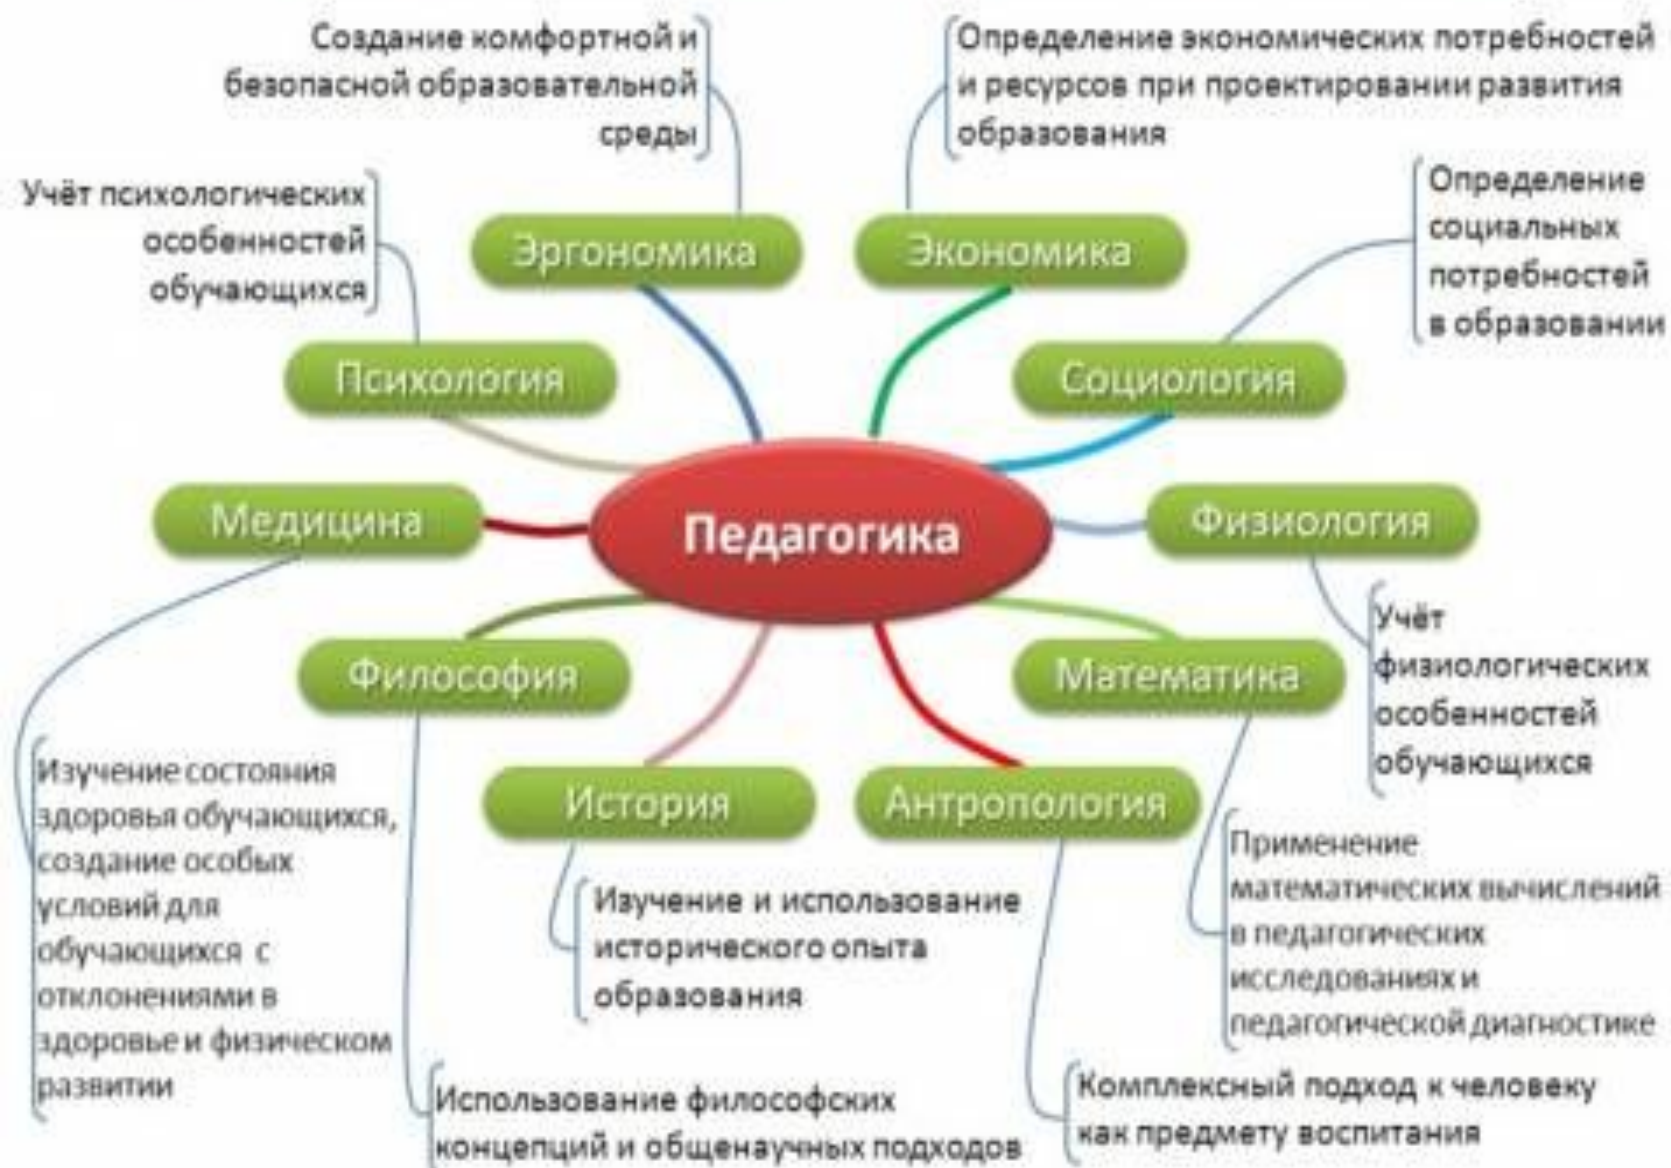 Создание комфортной и
безопасной образовательной
среды
Определение экономических потребностей
и ресурсов при проектировании развития
образования
Учёт психологических
особенностей
обучающихся
Определение
социальных
потребностей
в образовании
Эргономика
Экономика
Психология
Социология
Медицина
Педагогика
Физиология
Учёт
физиологических
особенностей
обучающихся
Философия
Математика
История
Антропология
Изучение состояния
здоровья обучающихся,
создание особых
условий для
обучающихся с
отклонениями в
здоровье и физическом
развитии
Изучение и использование
исторического опыта
образования
Применение
математических вычислений
в педагогических
исследованиях и
педагогической диагностике
Использование философских
концепций и общенаучных подходов
Комплексный подход к человеку
как предмету воспитания